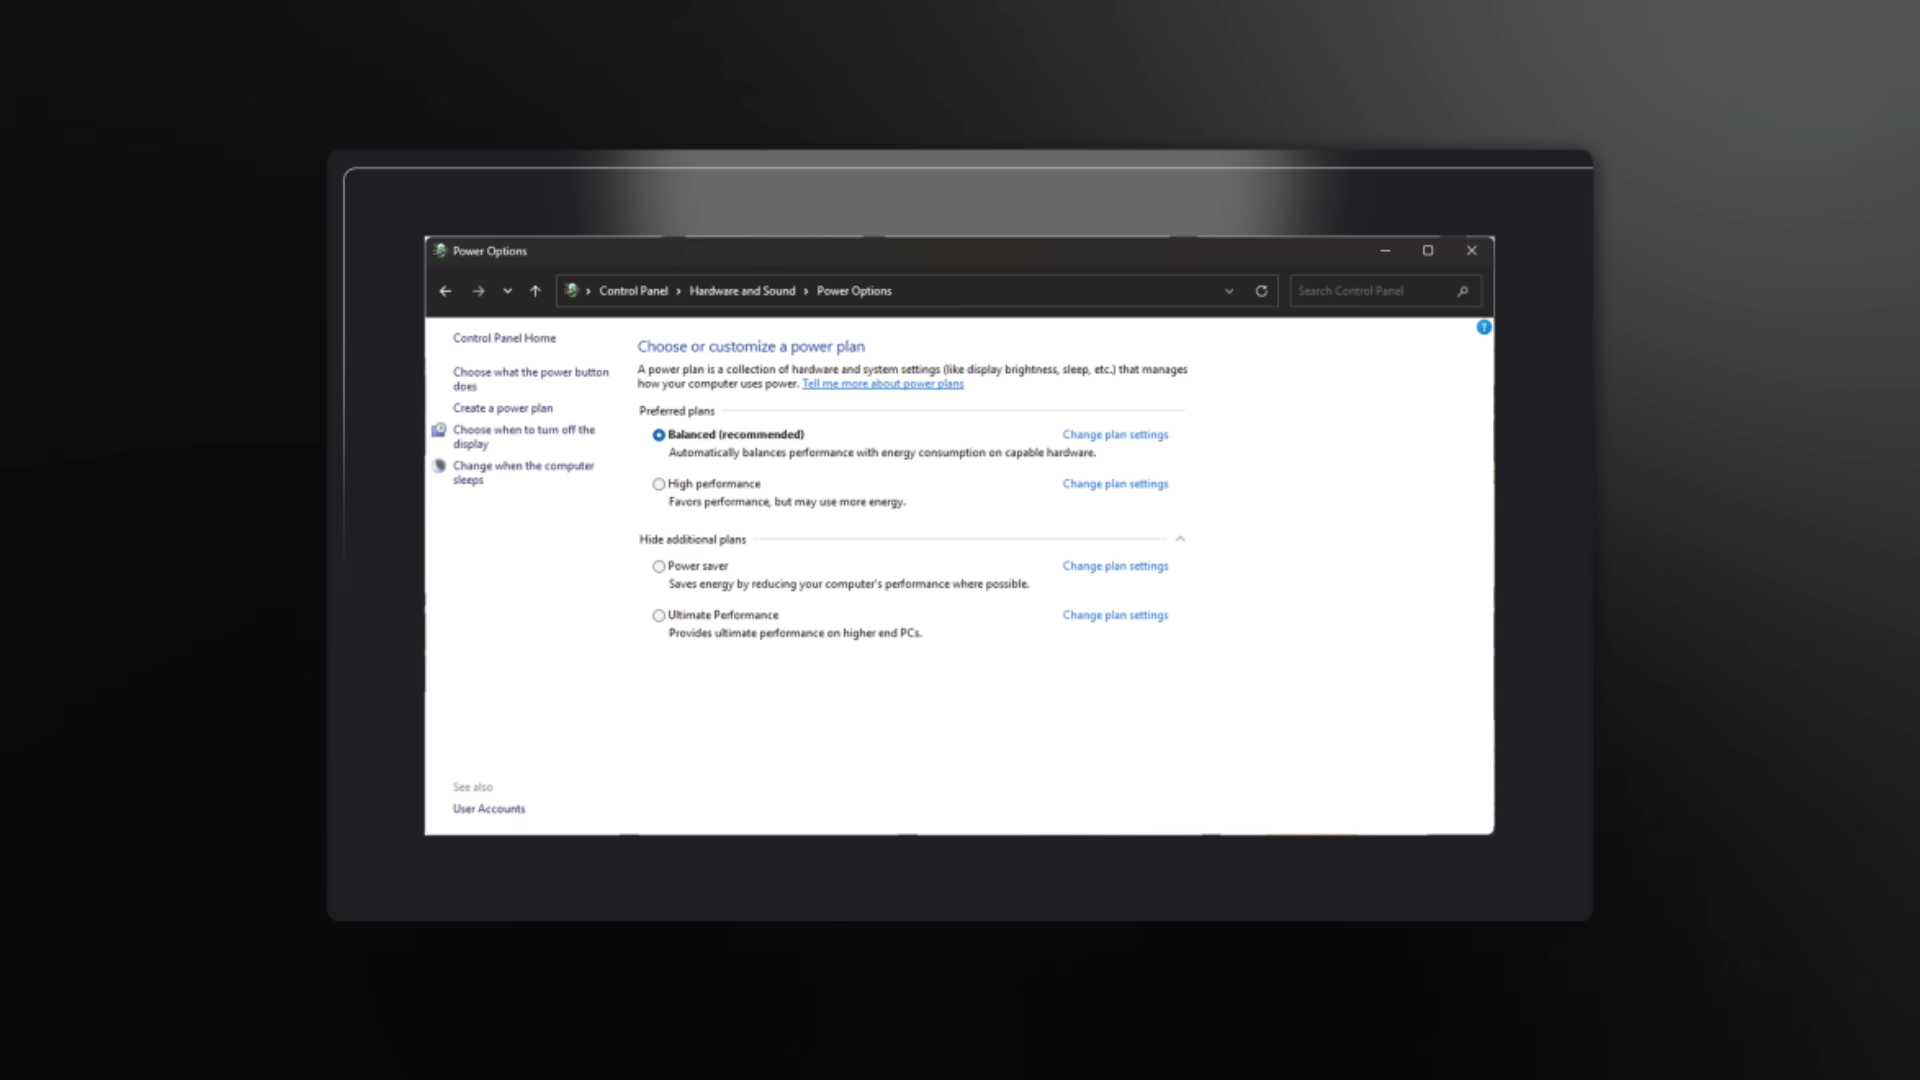 Power Options
Control Panel › Hardware and Sound › Power Options
Search Control Panel
?
Control Panel Home
Choose what the power button
does
Create a power plan
Choose when to turn off the
display
Change when the computer
sleeps
See also
User Accounts
Choose or customize a power plan
A power plan is a collection of hardware and system settings (like display brightness, sleep, etc.) that manages
how your computer uses power. Tell me more about power plans
Preferred plans
Balanced (recommended) Change plan settings
Automatically balances performance with energy consumption on capable hardware.
High performance Change plan settings
Favors performance, but may use more energy.
Hide additional plans
Power saver Change plan settings
Saves energy by reducing your computer's performance where possible.
Ultimate Performance Change plan settings
Provides ultimate performance on higher end PCs.